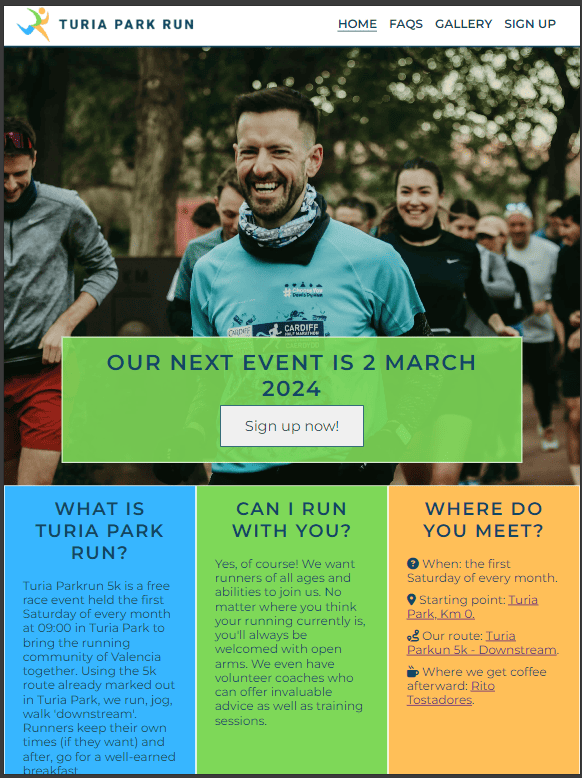 TURIA PARK RUN
HOME FAQS GALLERY SIGN UP
CARDIFF
CARDIFF
HALF MARATHON
OUR NEXT EVENT IS 2 MARCH
2024
Sign up now!
WHAT IS
TURIA PARK
RUN?
Turia Parkrun 5k is a free
race event held the first
Saturday of every month
at 09:00 in Turia Park to
bring the running
community of Valencia
together. Using the 5k
route already marked out
in Turia Park, we run, jog,
walk 'downstream'.
Runners keep their own
times (if they want) and
after, go for a well-earned
breakfast
CAN I RUN
WITH YOU?
Yes, of course! We want
runners of all ages and
abilities to join us. No
matter where you think
your running currently is,
you'll always be
welcomed with open
arms. We even have
volunteer coaches who
can offer invaluable
advice as well as training
sessions.
WHERE DO
YOU MEET?
When: the first
Saturday of every month.
Starting point: Turia
Park, Km 0.
Our route: Turia
Parkun 5k - Downstream.
Where we get coffee
afterward: Rito
Tostadores.